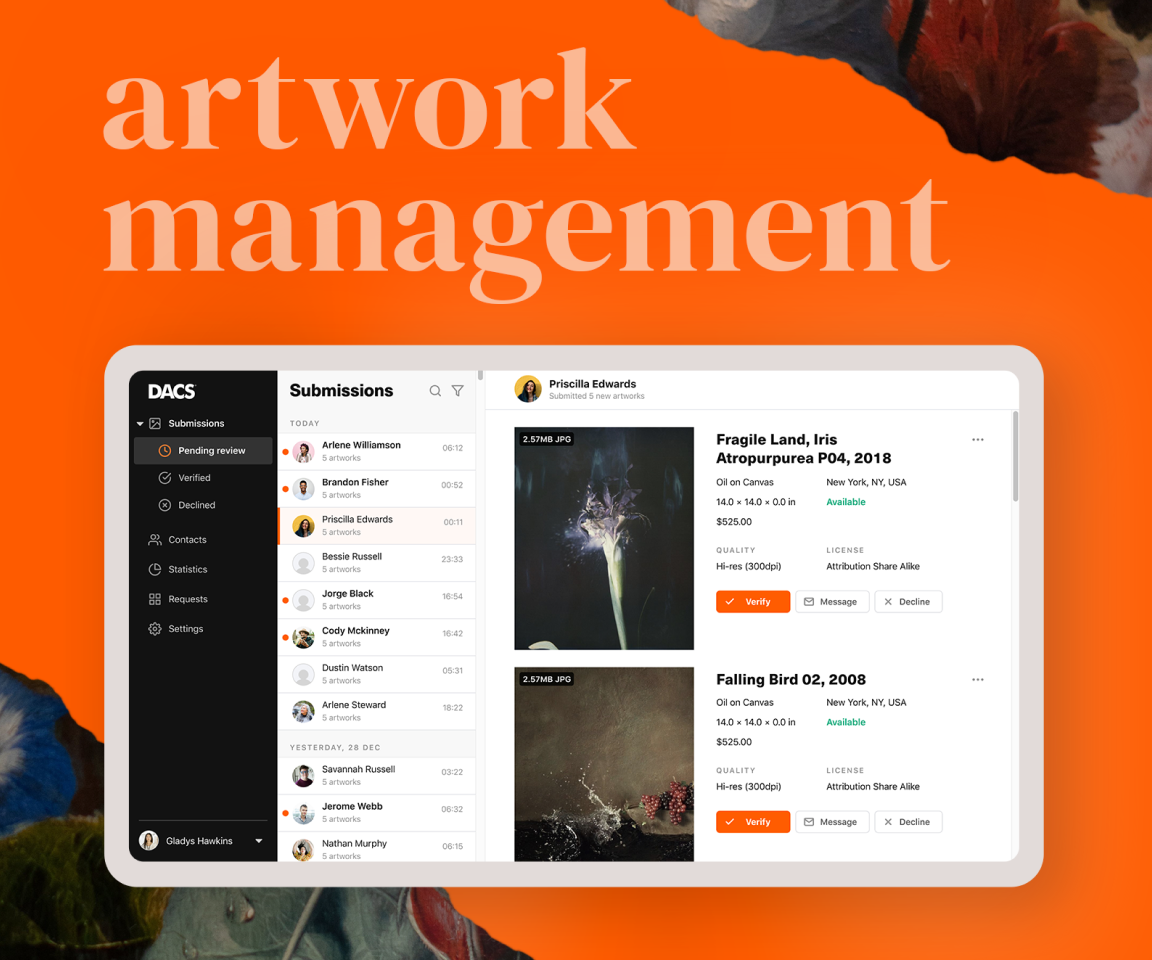 artwork
management
DACS
Submissions
Pending review
Verified
Declined
Contacts
Statistics
Requests
Settings
Gladys Hawkins
Submissions
TODAY
Arlene Williamson
06:12
5 artworks
Brandon Fisher
00:52
5 artworks
Priscilla Edwards
00:11
5 artworks
Bessie Russell
23:33
5 artworks
Jorge Black
16:54
5 artworks
Cody Mckinney
16:42
5 artworks
Dustin Watson
05:31
5 artworks
Arlene Steward
18:22
5 artworks
YESTERDAY, 28 DEC
Savannah Russell
03:22
5 artworks
Jerome Webb
06:32
5 artworks
Nathan Murphy
06:15
5 artworks
Priscilla Edwards
Submitted 5 new artworks
2.57MB JPG
Fragile Land, Iris
Atropurpurea P04, 2018
Oil on Canvas
New York, NY, USA
14.0 × 14.0 × 0.0 in
Available
$525.00
QUALITY
LICENSE
Hi-res (300dpi)
Attribution Share Alike
Verify
Message
Decline
2.57MB JPG
Falling Bird 02, 2008
Oil on Canvas
New York, NY, USA
14.0 × 14.0 × 0.0 in
Available
$525.00
QUALITY
LICENSE
Hi-res (300dpi)
Attribution Share Alike
Verify
Message
Decline